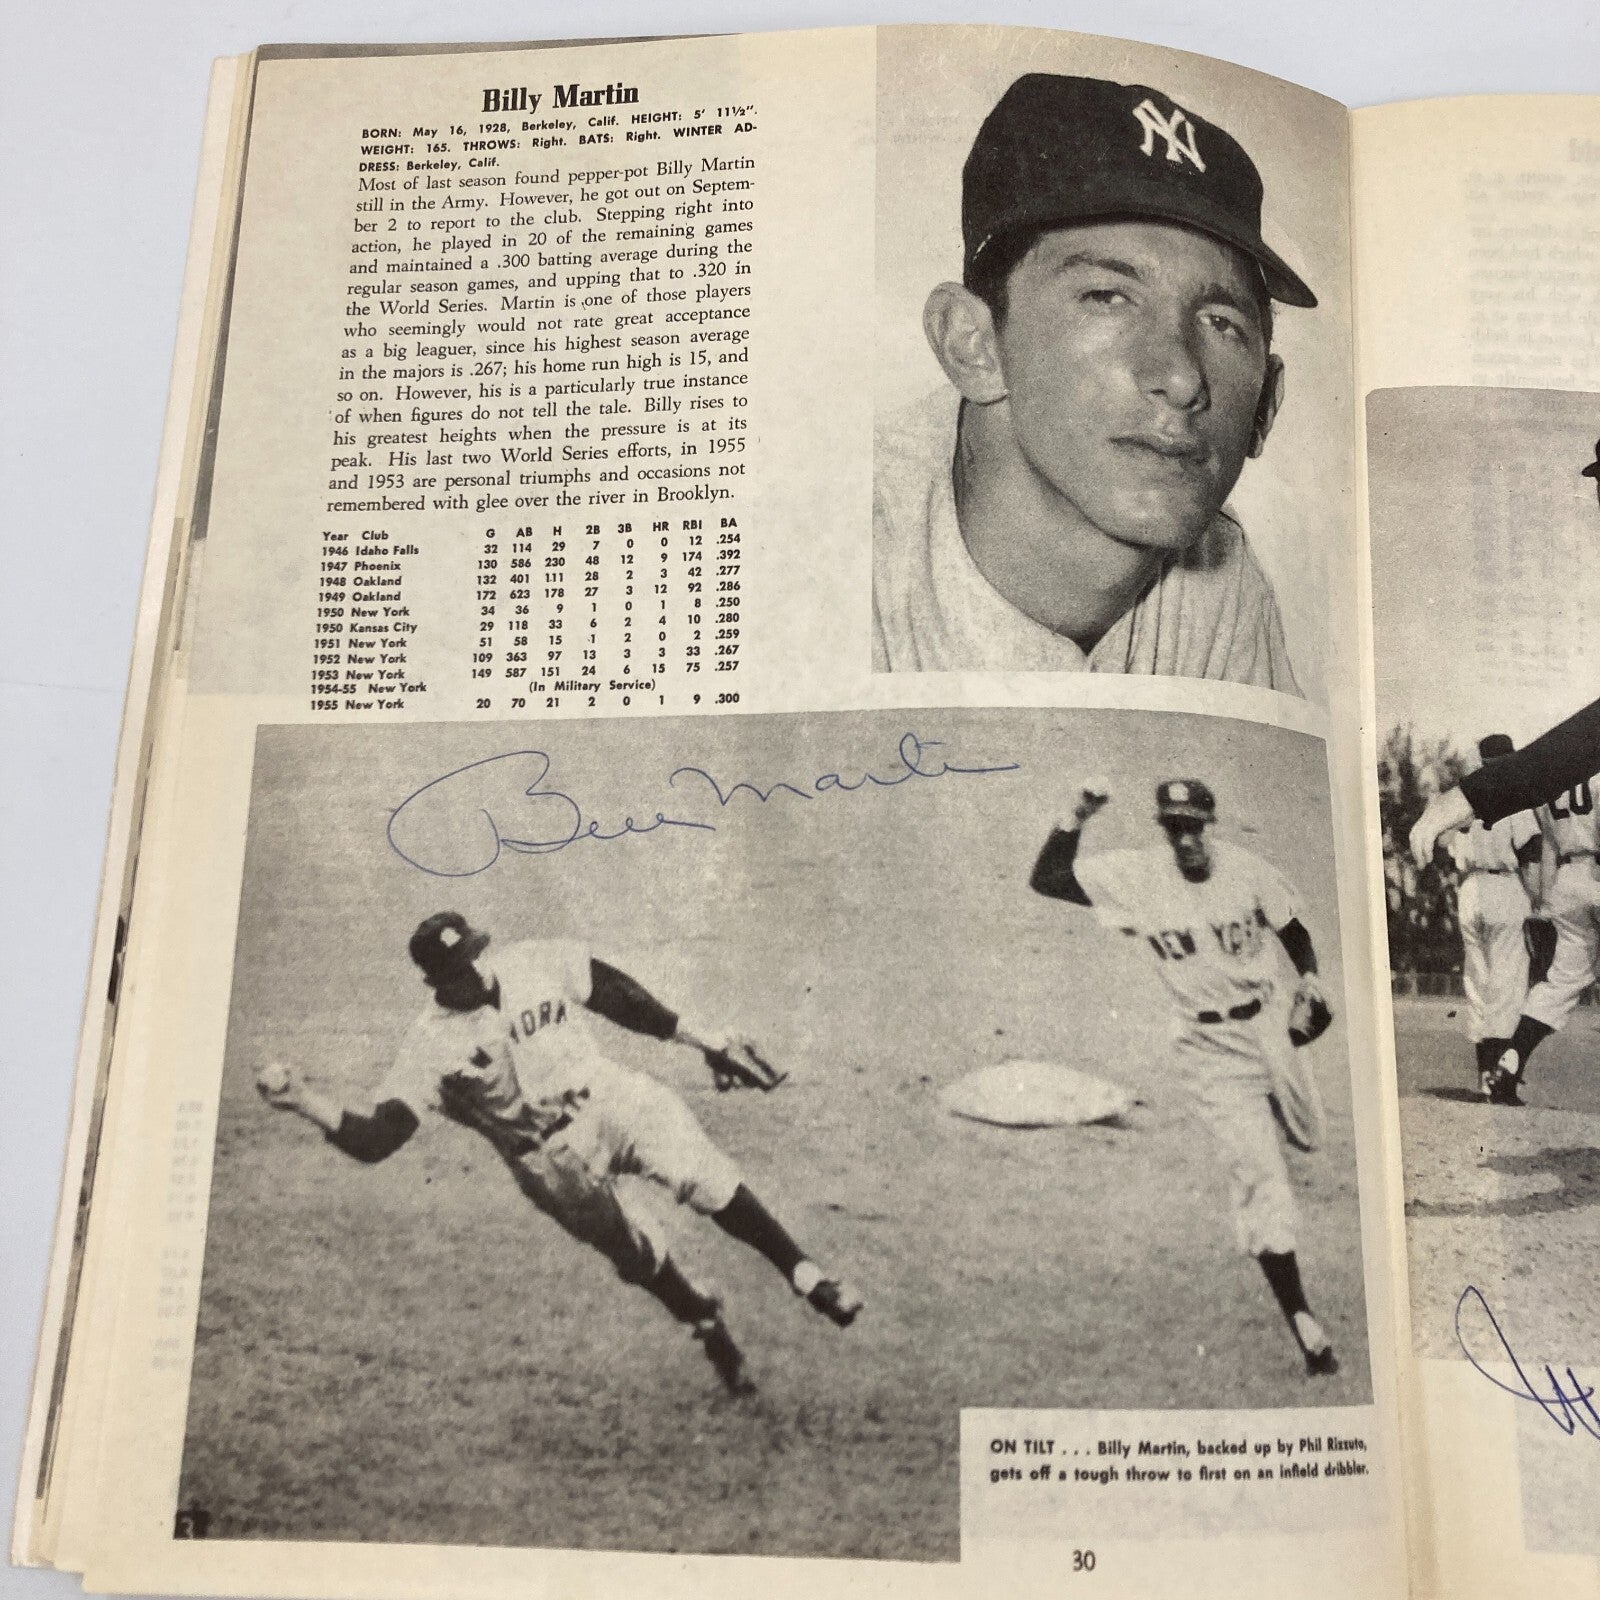 Billy Martin
BORN: May 16, 1928, Berkeley, Calif. HEIGHT: 5' 11½".
WEIGHT: 165. THROWS: Right. BATS: Right. WINTER AD-
DRESS: Berkeley, Calif.
Most of last season found pepper-pot Billy Martin
still in the Army. However, he got out on Septem-
ber 2 to report to the club. Stepping right into
action, he played in 20 of the remaining games
and maintained a .300 batting average during the
regular season games, and upping that to .320 in
the World Series. Martin is one of those players
who seemingly would not rate great acceptance
as a big leaguer, since his highest season average
in the majors is .267; his home run high is 15, and
so on. However, his is a particularly true instance
of when figures do not tell the tale. Billy rises to
his greatest heights when the pressure is at its
peak. His last two World Series efforts, in 1955
and 1953 are personal triumphs and occasions not
remembered with glee over the river in Brooklyn.
Year Club G AB H 2B 3B HR RBI BA
1946 Idaho Falls 32 114 29 7 0 0 12 .254
1947 Phoenix 130 586 230 48 12 9 174 .392
1948 Oakland 132 401 111 28 2 3 42 .277
1949 Oakland 172 623 178 27 3 12 92 .286
1950 New York 34 36 9 1 0 1 8 .250
1950 Kansas City 29 118 33 6 2 4 10 .280
1951 New York 51 58 15 1 2 0 2 .259
1952 New York 109 363 97 13 3 3 33 .267
1953 New York 149 587 151 24 6 15 75 .257
1954-55 New York (In Military Service)
1955 New York 20 70 21 2 0 1 9 .300
NY
Billy Martin
YORK
NEW YORK
20
ON TILT . . . Billy Martin, backed up by Phil Rizzuto,
gets off a tough throw to first on an infield dribbler.
30